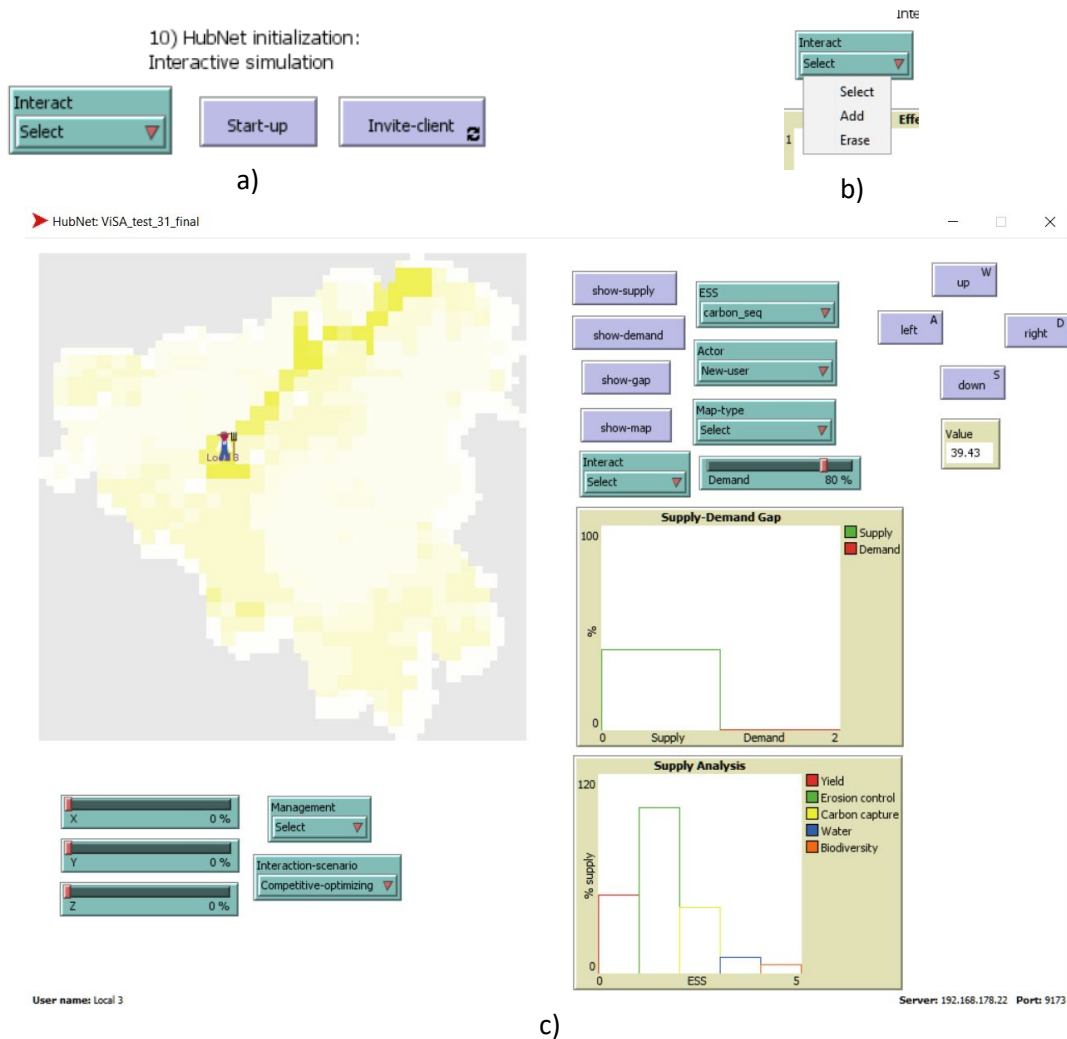 10) HubNet initialization:
Interactive simulation
Interact
Select
Start-up
Invite-client
a)
Interact
Select
Select
Add
Erase
Effe
1
b)
HubNet: ViSA_test_31_final
Local 3
show-supply
show-demand
show-gap
show-map
ESS
carbon_seq
Actor
New-user
Map-type
Select
Interact
Select
Demand 80 %
W
up
A
left
D
right
S
down
Value
39.43
Supply-Demand Gap
100
%
0
0 Supply Demand 2
Supply
Demand
Supply Analysis
120
% supply
0
0 ESS 5
Yield
Erosion control
Carbon capture
Water
Biodiversity
X 0 %
Y 0 %
Z 0 %
Management
Select
Interaction-scenario
Competitive-optimizing
User name: Local 3
Server: 192.168.178.22 Port: 9173
c)